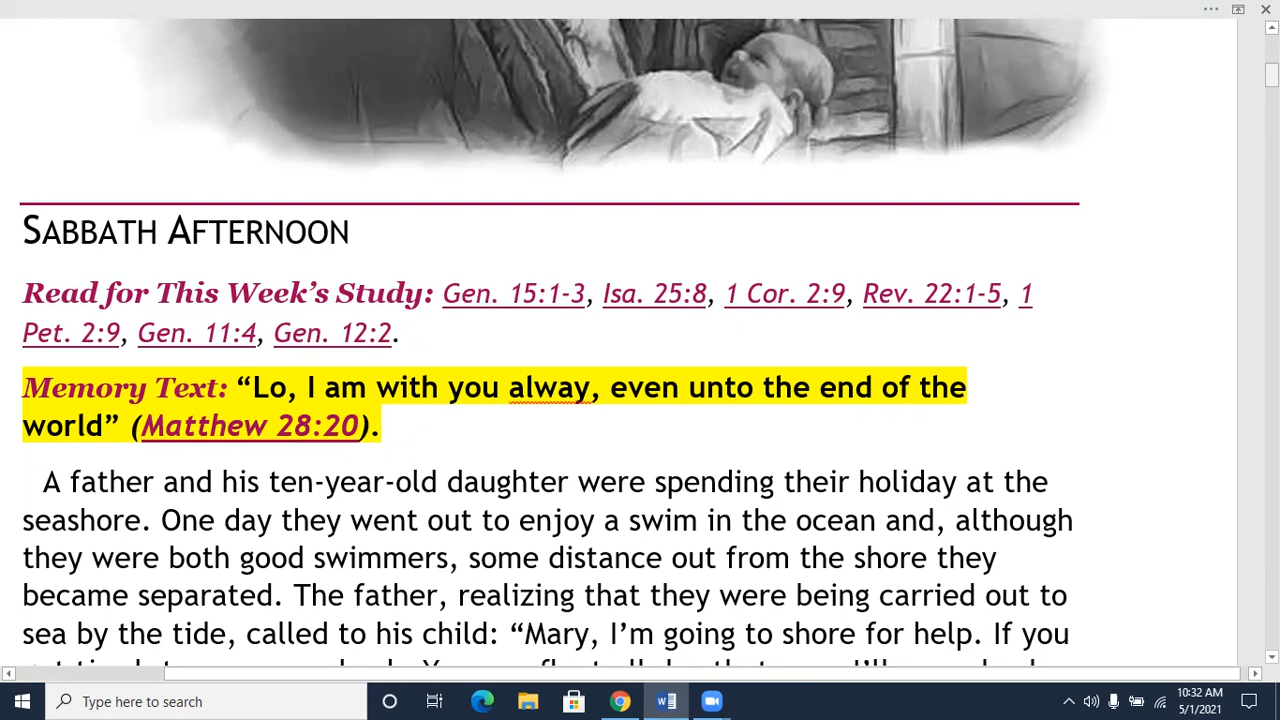 SABBATH AFTERNOON
Read for This Week’s Study: Gen. 15:1-3, Isa. 25:8, 1 Cor. 2:9, Rev. 22:1-5, 1
Pet. 2:9, Gen. 11:4, Gen. 12:2.
Memory Text: “Lo, I am with you alway, even unto the end of the
world” (Matthew 28:20).
A father and his ten-year-old daughter were spending their holiday at the
seashore. One day they went out to enjoy a swim in the ocean and, although
they were both good swimmers, some distance out from the shore they
became separated. The father, realizing that they were being carried out to
sea by the tide, called to his child: “Mary, I’m going to shore for help. If you
Type here to search
10:32 AM
5/1/2021